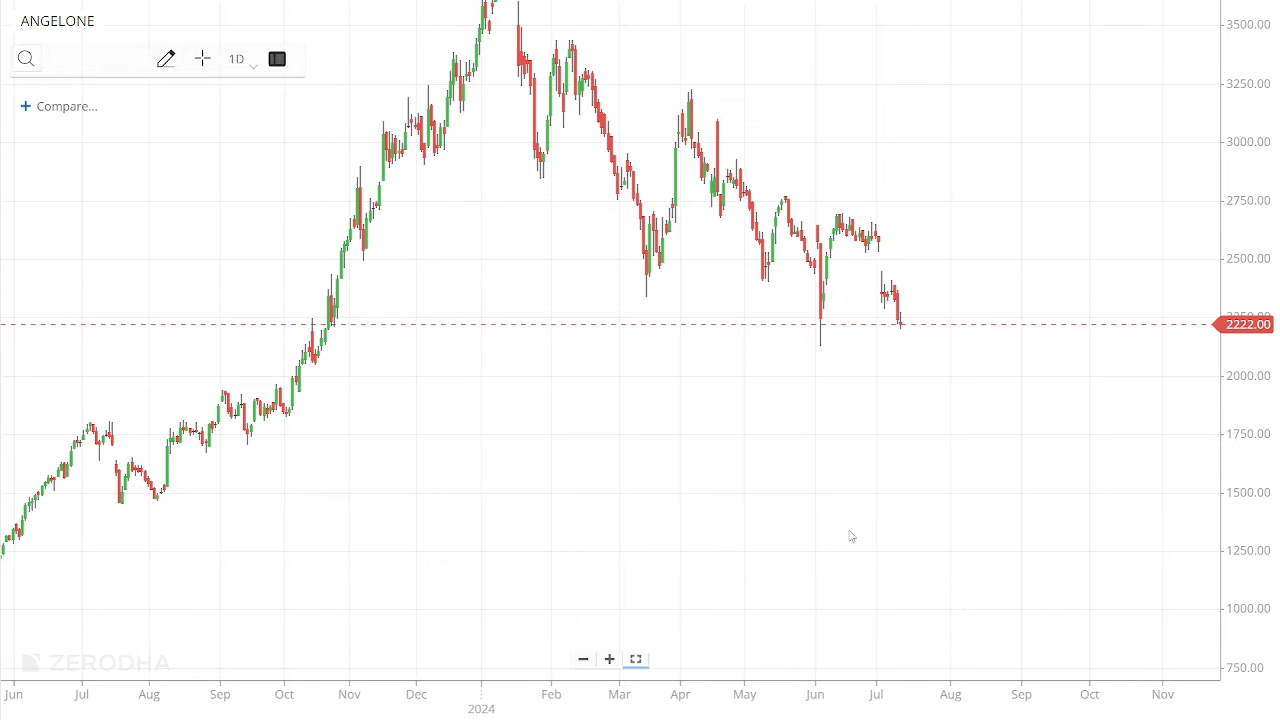 ANGELONE
1D
+ Compare...
3500.00
3250.00
3000.00
2750.00
2500.00
2222.00
2000.00
1750.00
1500.00
1250.00
1000.00
750.00
ZERODHA
Jun Jul Aug Sep Oct Nov Dec Feb Mar Apr May Jun Jul Aug Sep Oct Nov
2024